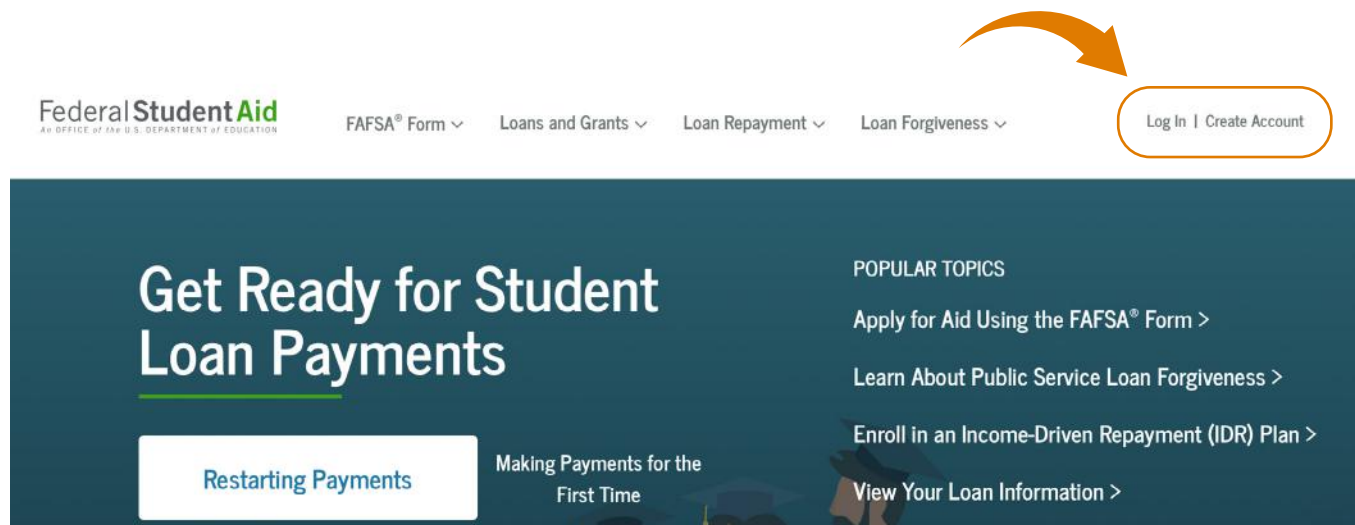 Federal Student Aid
An OFFICE of the U.S. DEPARTMENT of EDUCATION
FAFSA® Form
Loans and Grants
Loan Repayment
Loan Forgiveness
Log In | Create Account
Get Ready for Student
Loan Payments
Restarting Payments
Making Payments for the
First Time
POPULAR TOPICS
Apply for Aid Using the FAFSA® Form >
Learn About Public Service Loan Forgiveness >
Enroll in an Income-Driven Repayment (IDR) Plan >
View Your Loan Information >